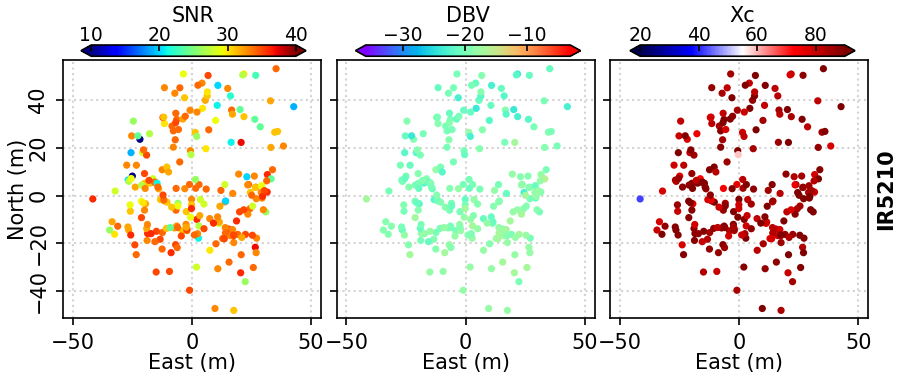 SNR DBV Xc
10 20 30 40 −30 −20 −10 20 40 60 80
40
20
0
−20
−40
North (m)
IR5210
−50 0 50 −50 0 50 −50 0 50
East (m) East (m) East (m)